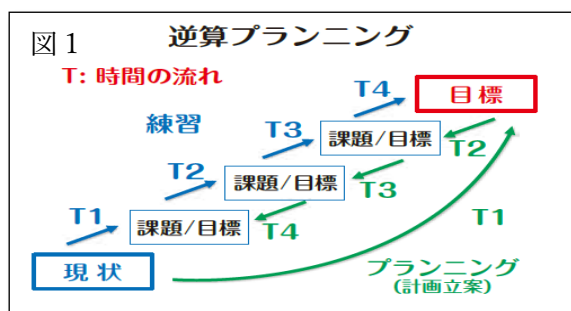 図1
逆算プランニング
T: 時間の流れ
T4
目標
練習
T3
課題/目標
T2
T2
課題/目標
T3
T1
T1
課題/目標
T4
現状
プランニング
(計画立案)